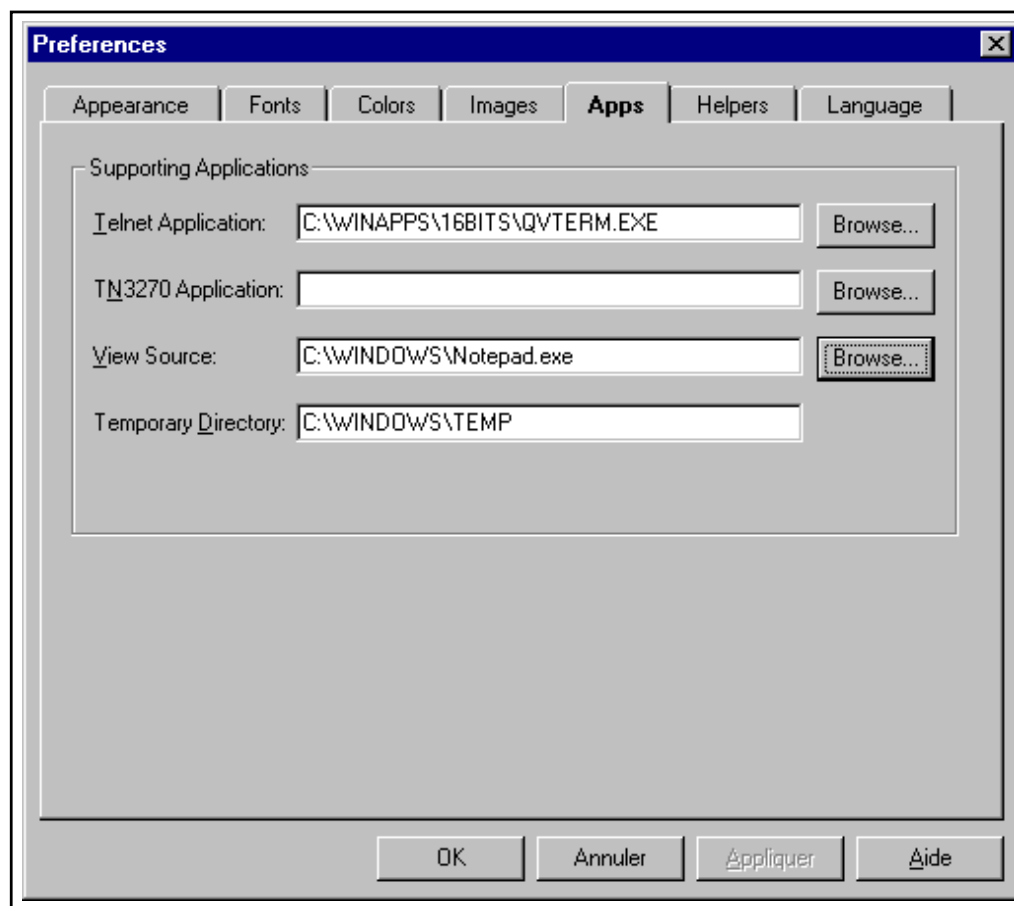 Preferences
Appearance Fonts Colors Images Apps Helpers Language
Supporting Applications
Telnet Application: C:\WINAPPS\16BITS\QVTERM.EXE Browse...
TN3270 Application: Browse...
View Source: C:\WINDOWS\Notepad.exe Browse...
Temporary Directory: C:\WINDOWS\TEMP
OK Annuler Appliquer Aide